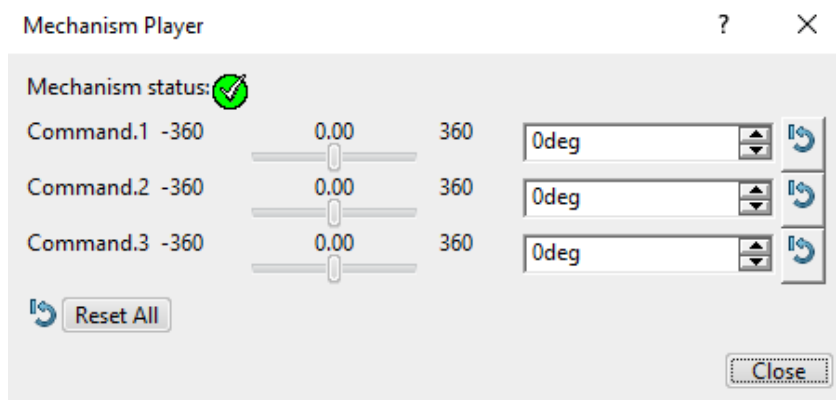 Mechanism Player ? ×
Mechanism status:
Command.1 -360 0.00 360 0deg
Command.2 -360 0.00 360 0deg
Command.3 -360 0.00 360 0deg
Reset All
Close